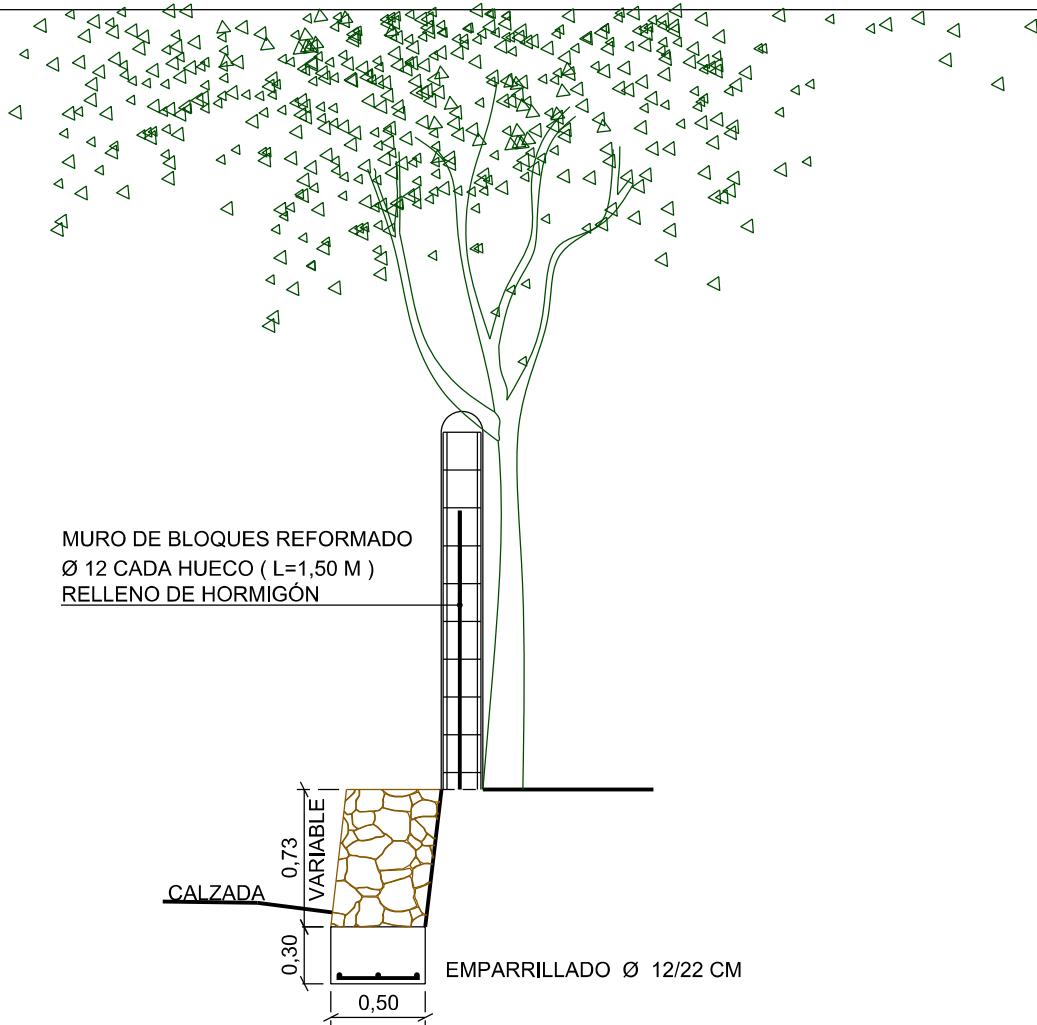 MURO DE BLOQUES REFORMADO
Ø 12 CADA HUECO ( L=1,50 M )
RELLENO DE HORMIGÓN
0,73
VARIABLE
CALZADA
0,30
EMPARRILLADO Ø 12/22 CM
0,50